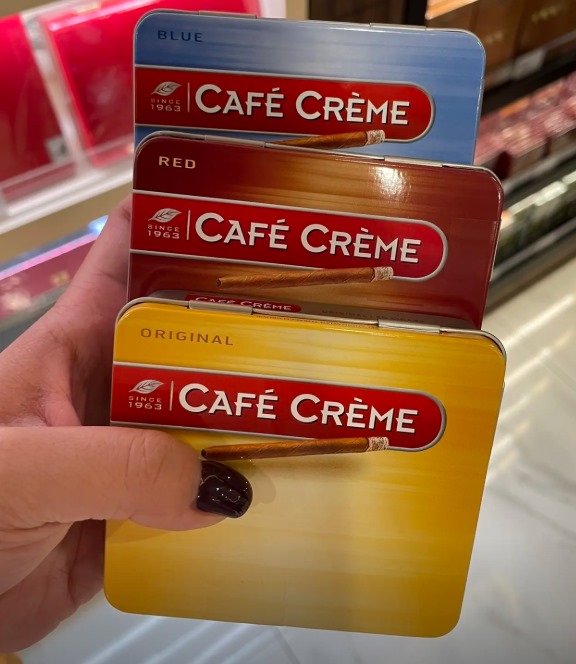 BLUE
SINCE
1963
CAFÉ CRÈME
RED
SINCE
1963
CAFÉ CRÈME
CAFÉ CRÈME
ORIGINAL
SINCE
1963
CAFÉ CRÈME